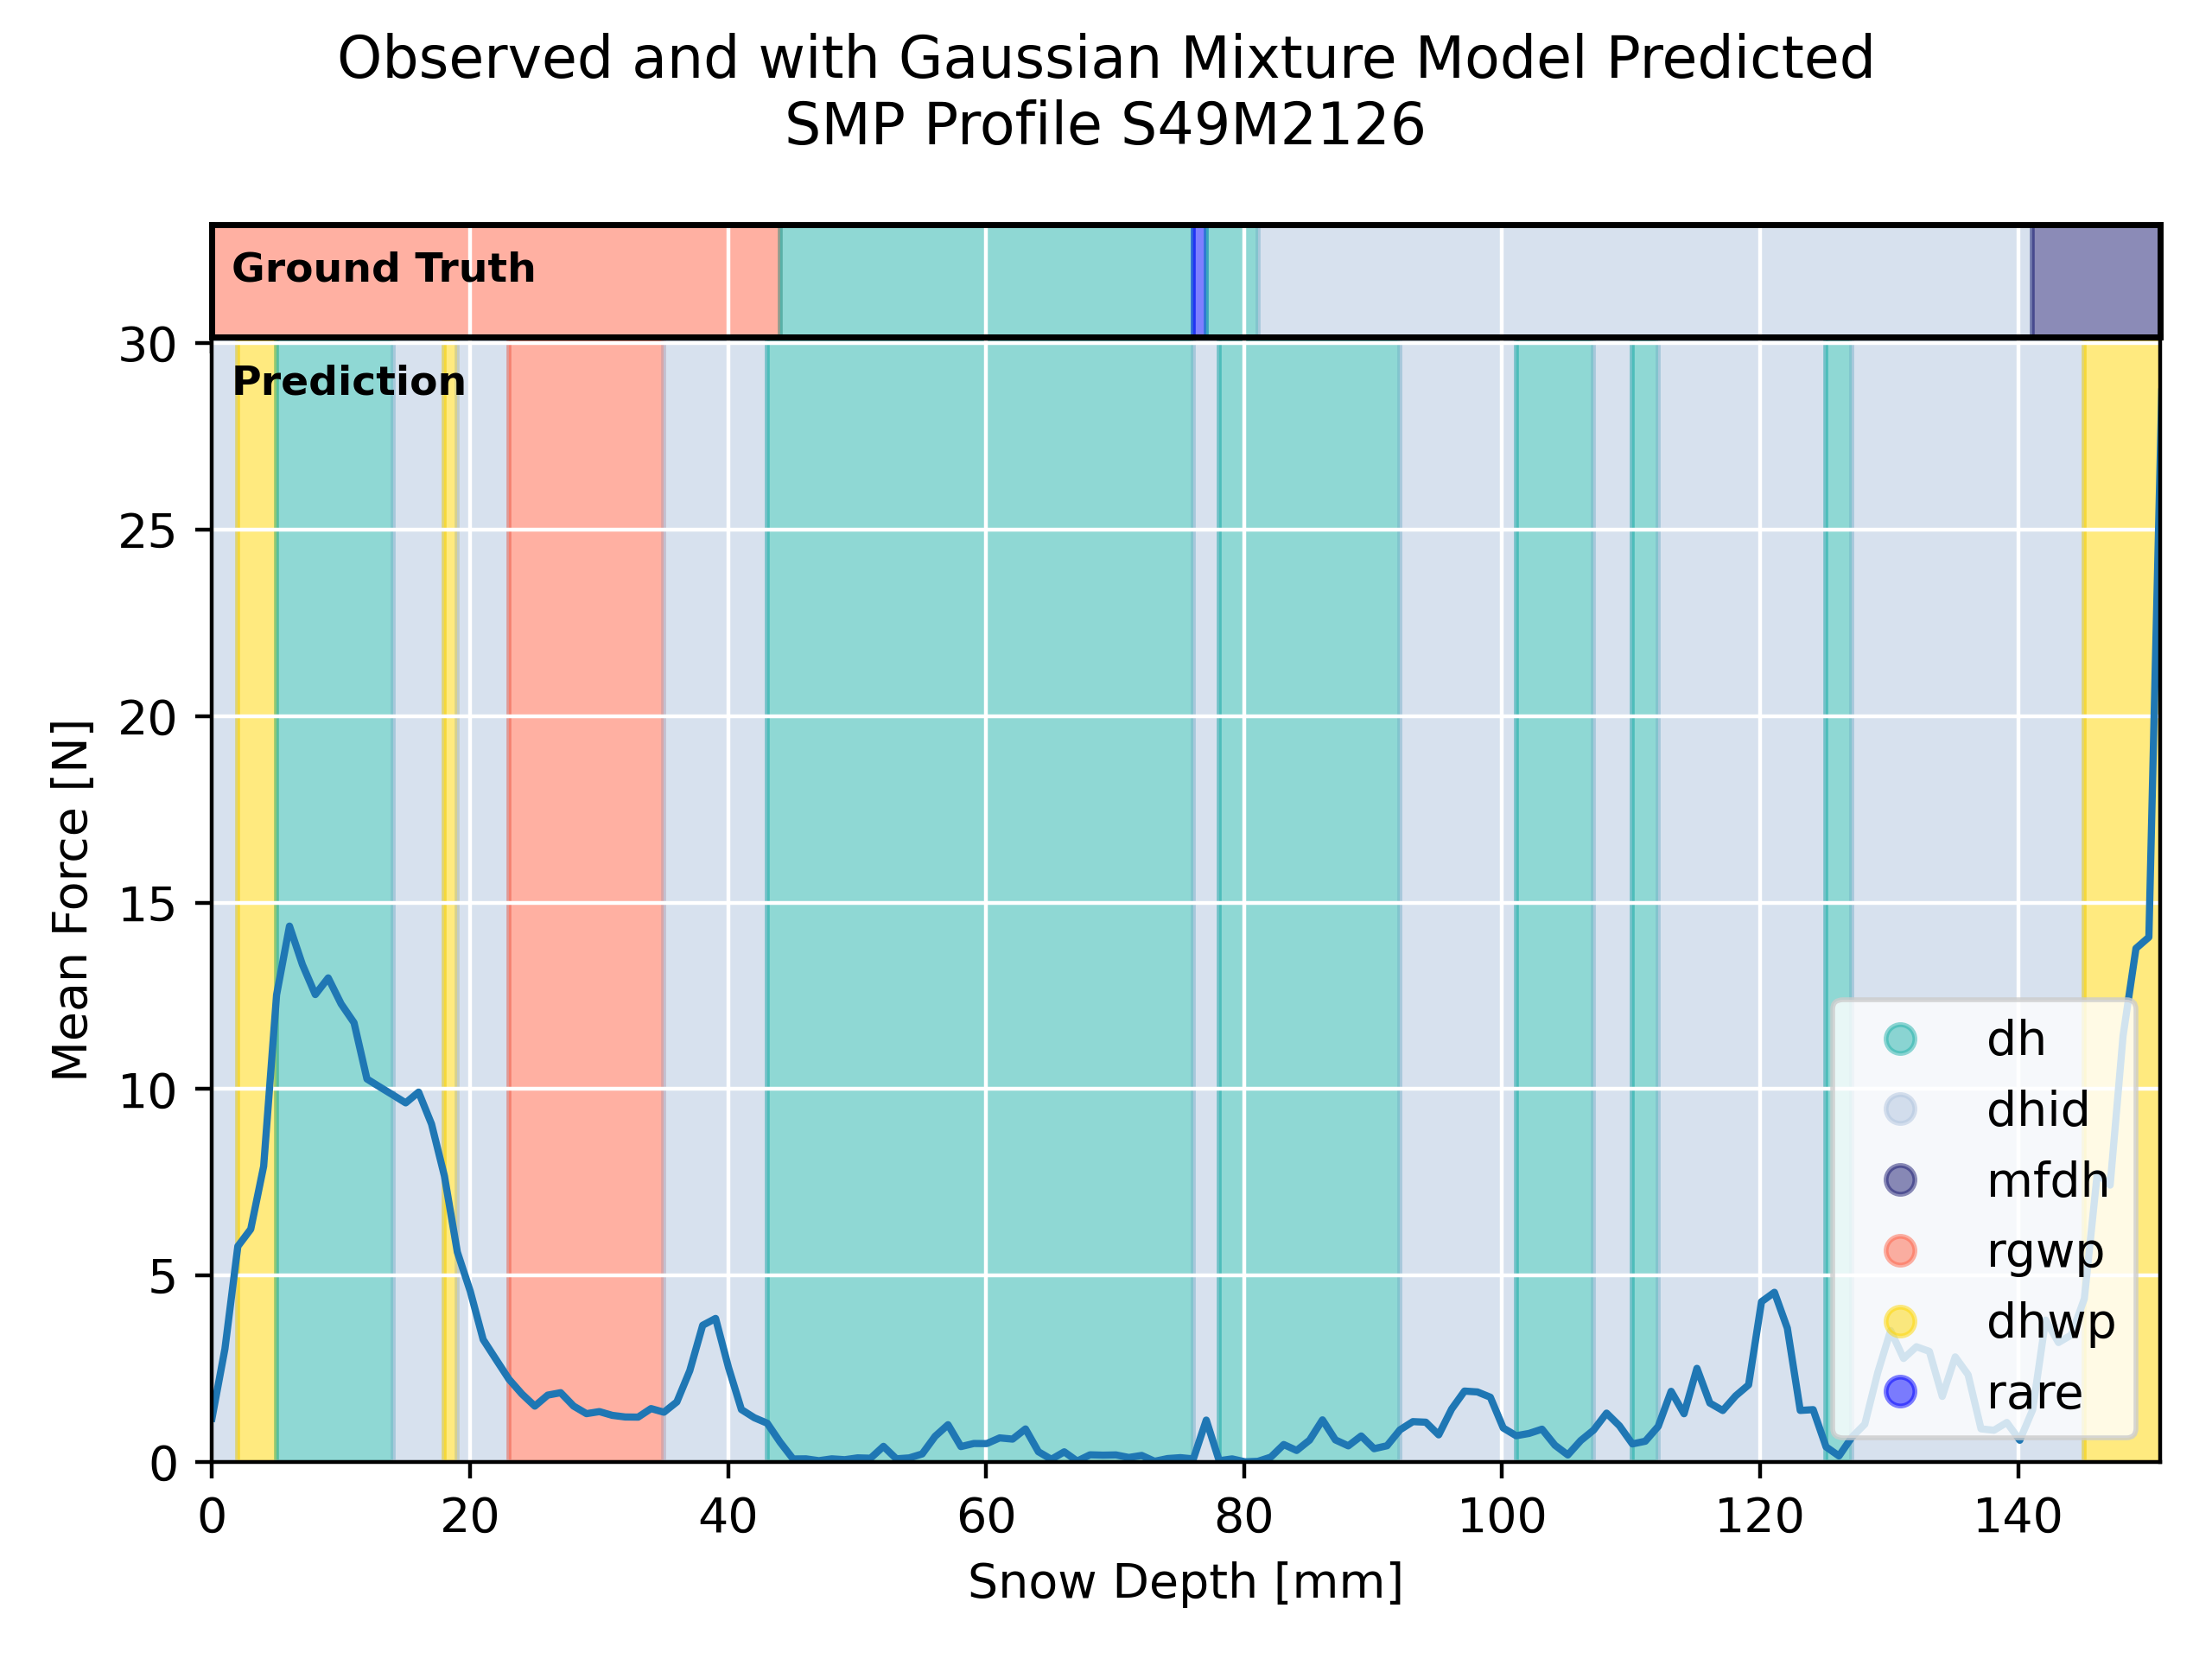 Observed and with Gaussian Mixture Model Predicted
SMP Profile S49M2126
Ground Truth
Prediction
30
25
20
15
10
5
0
Mean Force [N]
dh
dhid
mfdh
rgwp
dhwp
rare
0 20 40 60 80 100 120 140
Snow Depth [mm]